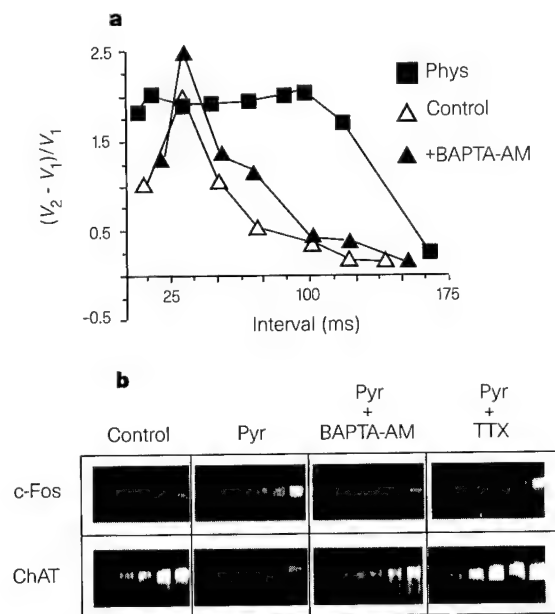 a
2.5
1.5
0.5
-0.5
(V2 - V1)/V1
25
100
175
Interval (ms)
Phys
Control
+BAPTA-AM
b
Control
Pyr
Pyr
+
BAPTA-AM
Pyr
+
TTX
c-Fos
ChAT